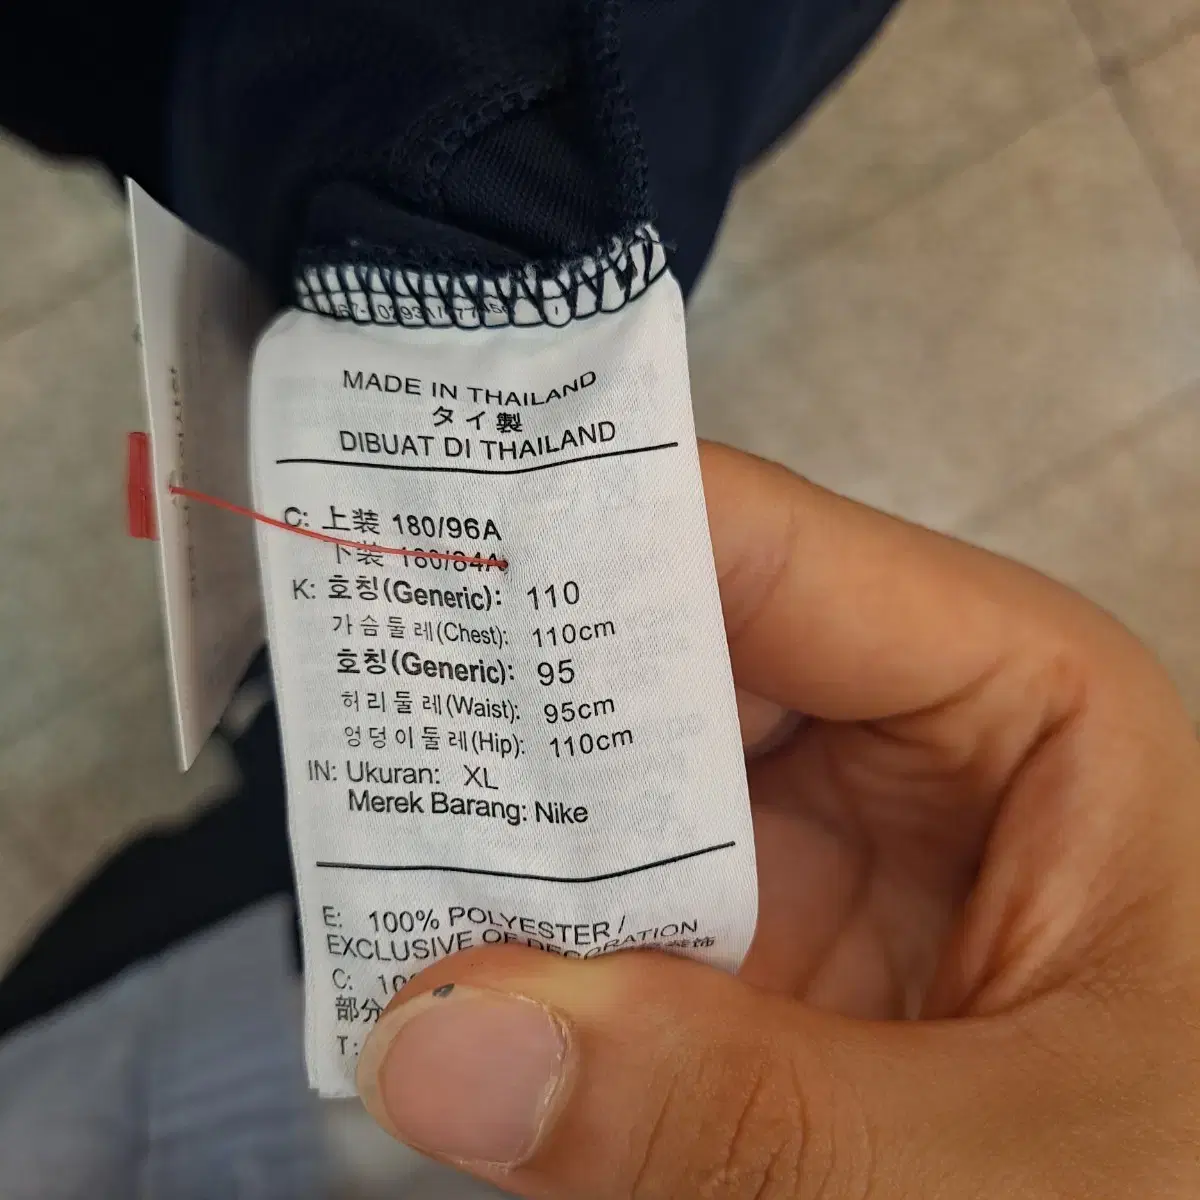 MADE IN THAILAND
タイ製
DIBUAT DI THAILAND
C: 上装 180/96A
下装 180/84A
K: 호칭(Generic): 110
가슴둘레(Chest): 110cm
호칭(Generic): 95
허리둘레(Waist): 95cm
엉덩이둘레(Hip): 110cm
IN: Ukuran: XL
Merek Barang: Nike
E: 100% POLYESTER /
EXCLUSIVE OF DECORATION
C:
部分
T: